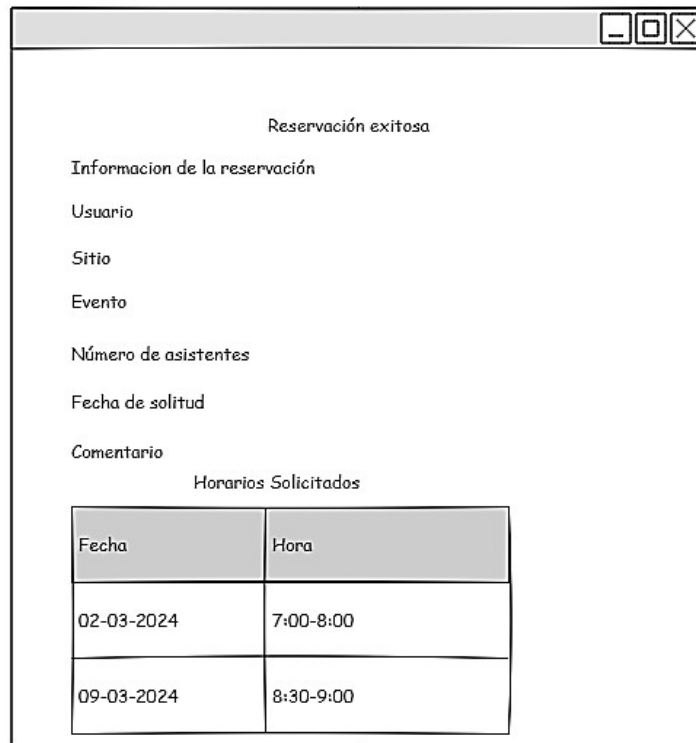 Reservación exitosa
Informacion de la reservación
Usuario
Sitio
Evento
Número de asistentes
Fecha de solitud
Comentario
Horarios Solicitados
Fecha Hora
02-03-2024 7:00-8:00
09-03-2024 8:30-9:00